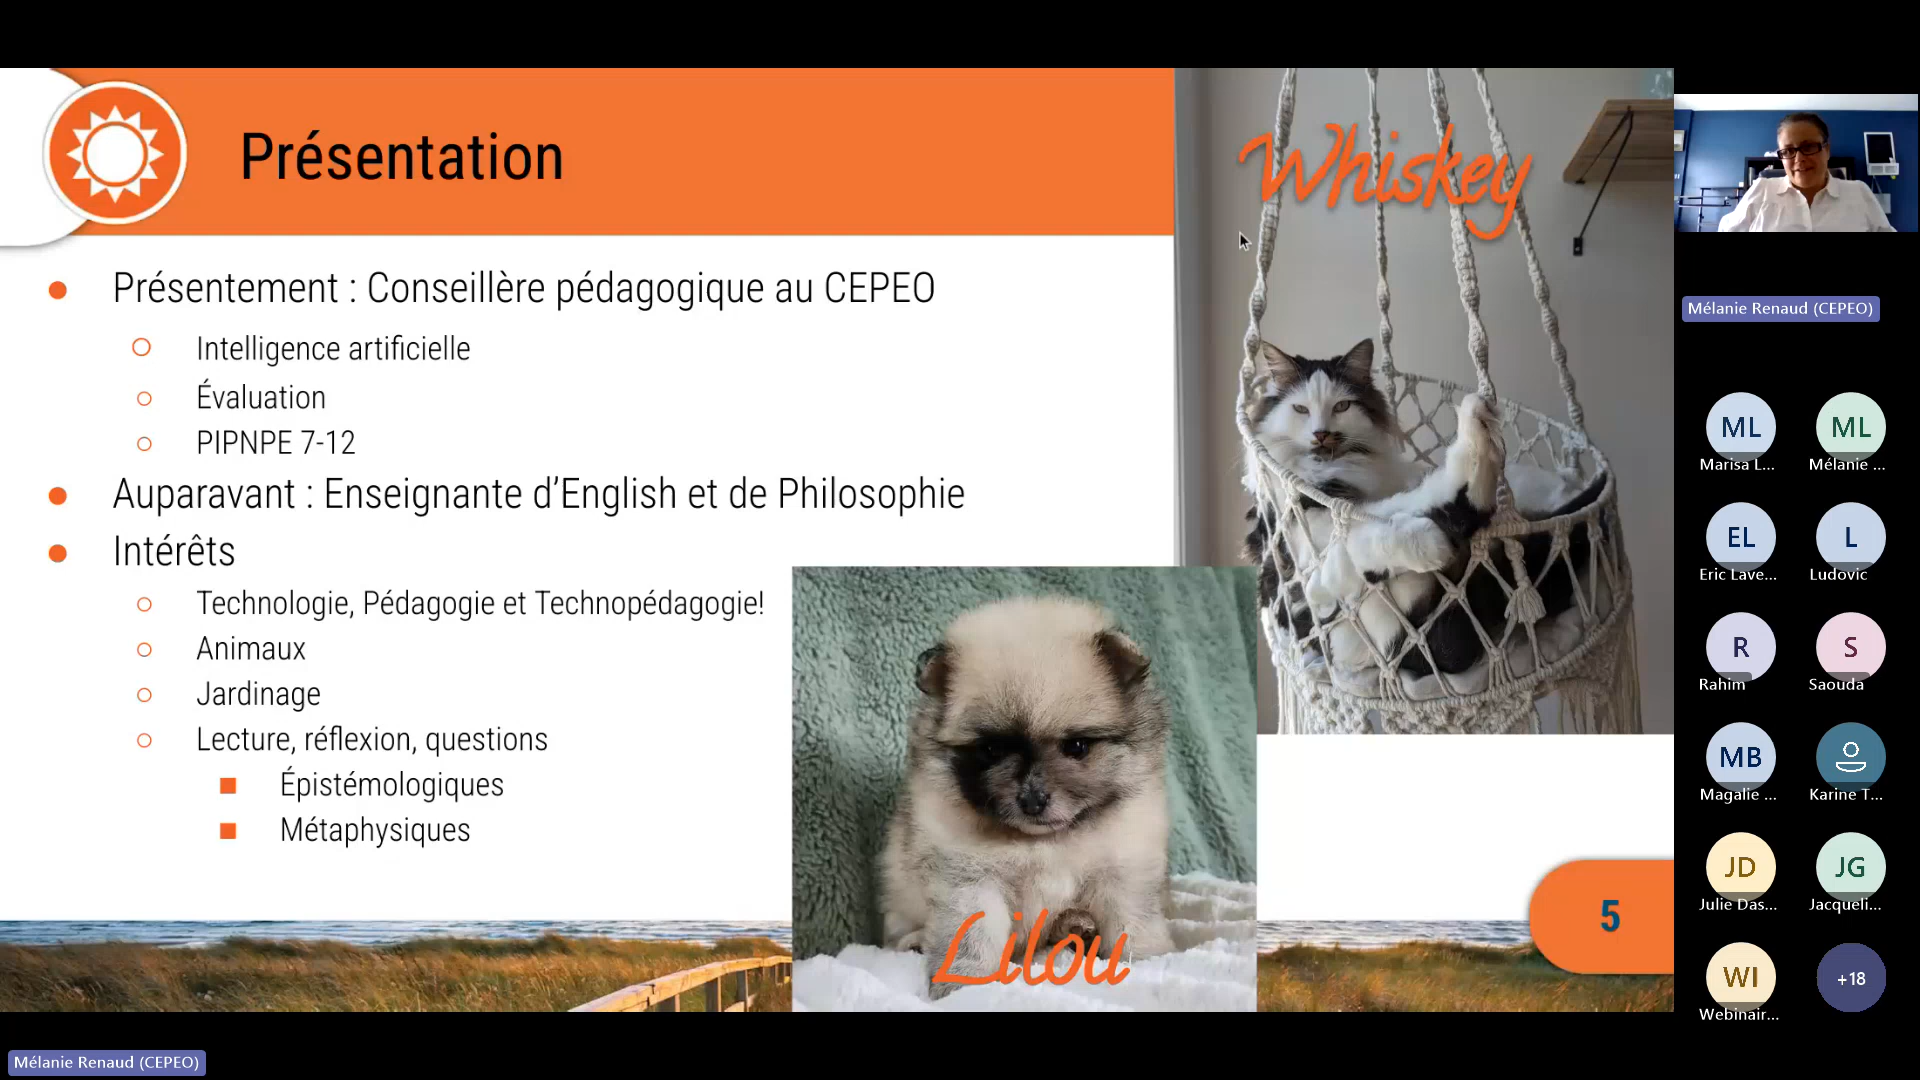 Présentation
Whiskey
Présentement : Conseillère pédagogique au CEPEO
Intelligence artificielle
Évaluation
PIPNPE 7-12
Auparavant : Enseignante d’English et de Philosophie
Intérêts
Technologie, Pédagogie et Technopédagogie!
Animaux
Jardinage
Lecture, réflexion, questions
Épistémologiques
Métaphysiques
Lilou
5
Mélanie Renaud (CEPEO)
ML
Marisa L...
ML
Mélanie ...
EL
Eric Lave...
L
Ludovic
R
Rahim
S
Saouda
MB
Magalie ...
Karine T...
JD
Julie Das...
JG
Jacqueli...
WI
Webinair...
+18
Mélanie Renaud (CEPEO)